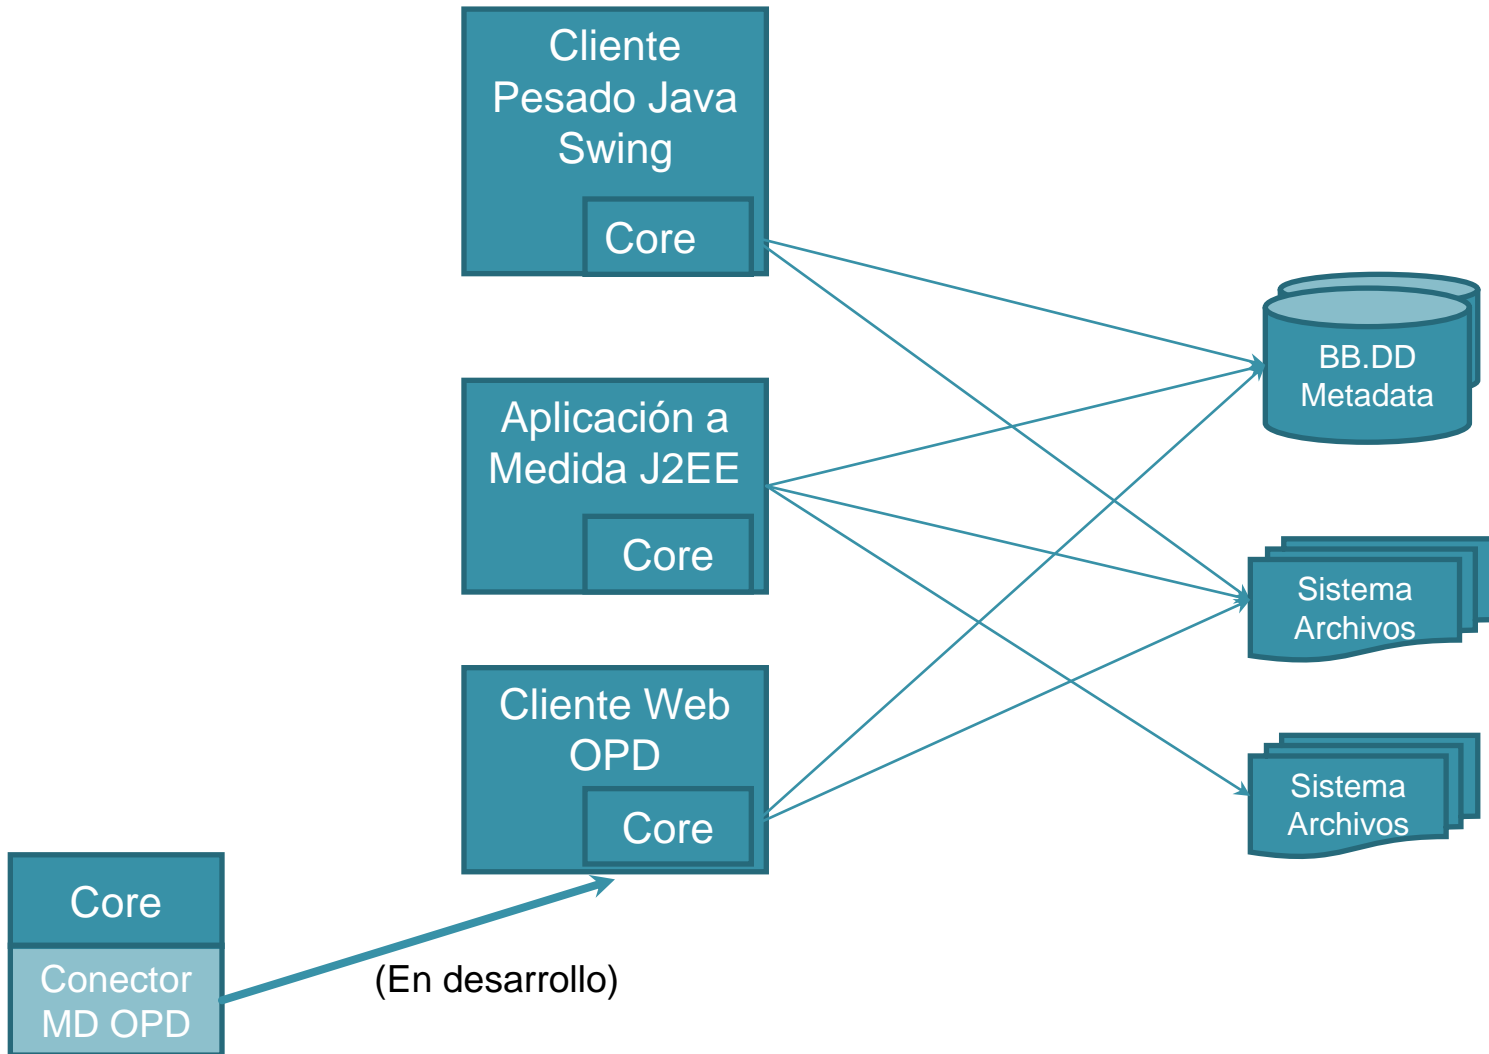 Cliente
Pesado Java
Swing
Core
Aplicación a
Medida J2EE
Core
Cliente Web
OPD
Core
BB.DD
Metadata
Sistema
Archivos
Sistema
Archivos
Core
Conector
MD OPD
(En desarrollo)